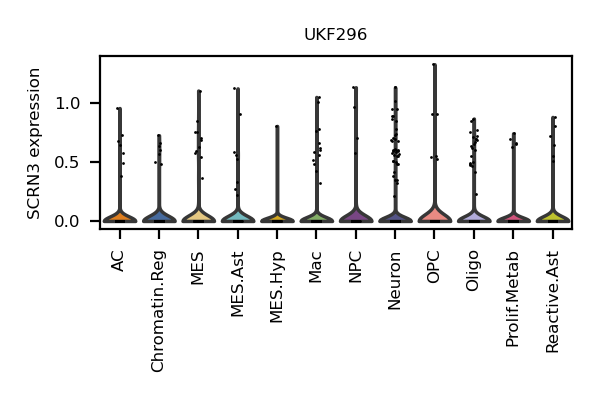 UKF296
SCRN3 expression
1.0
0.5
0.0
AC
Chromatin.Reg
MES
MES.Ast
MES.Hyp
Mac
NPC
Neuron
OPC
Oligo
Prolif.Metab
Reactive.Ast